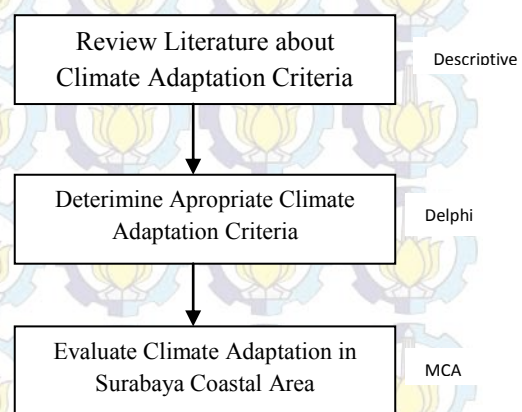 Review Literature about
Climate Adaptation Criteria
Descriptive
Deterimine Apropriate Climate
Adaptation Criteria
Delphi
Evaluate Climate Adaptation in
Surabaya Coastal Area
MCA